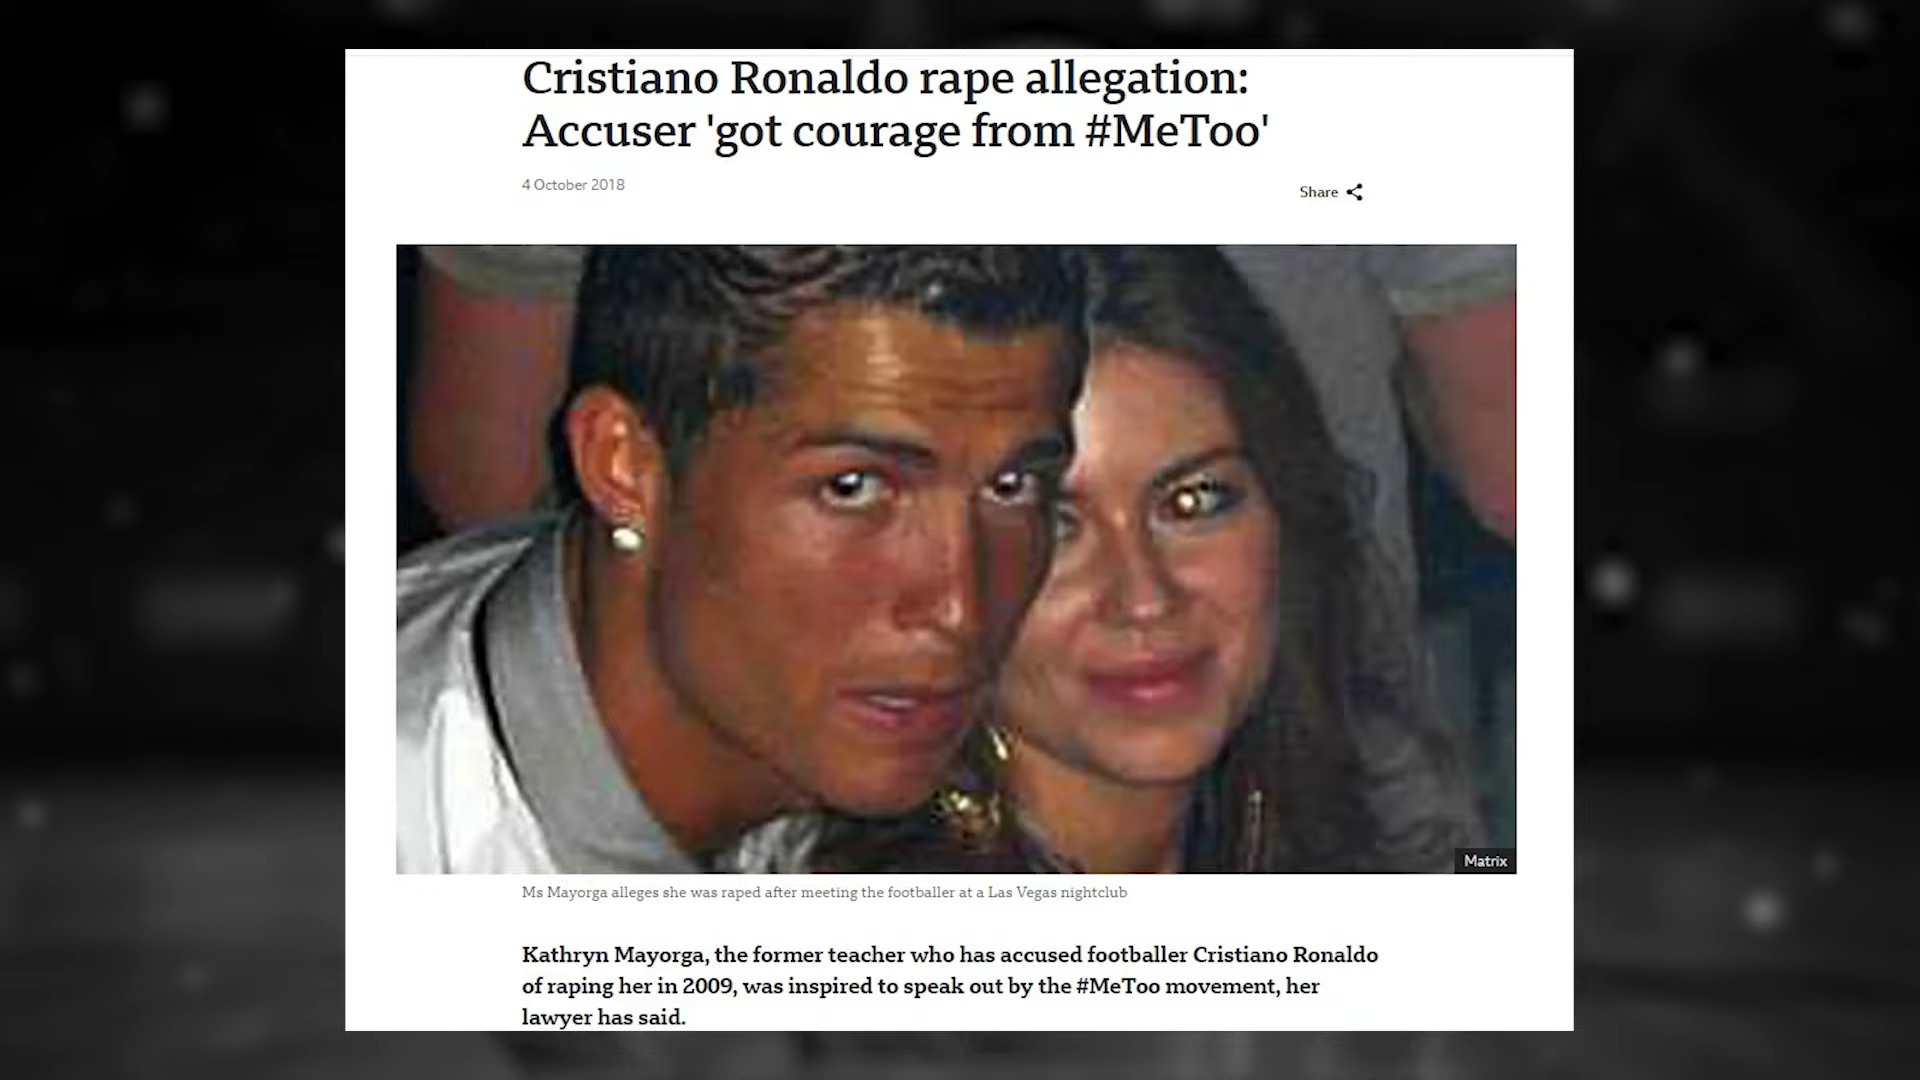 Cristiano Ronaldo rape allegation:
Accuser 'got courage from #MeToo'
4 October 2018
Share
Matrix
Ms Mayorga alleges she was raped after meeting the footballer at a Las Vegas nightclub
Kathryn Mayorga, the former teacher who has accused footballer Cristiano Ronaldo
of raping her in 2009, was inspired to speak out by the #MeToo movement, her
lawyer has said.